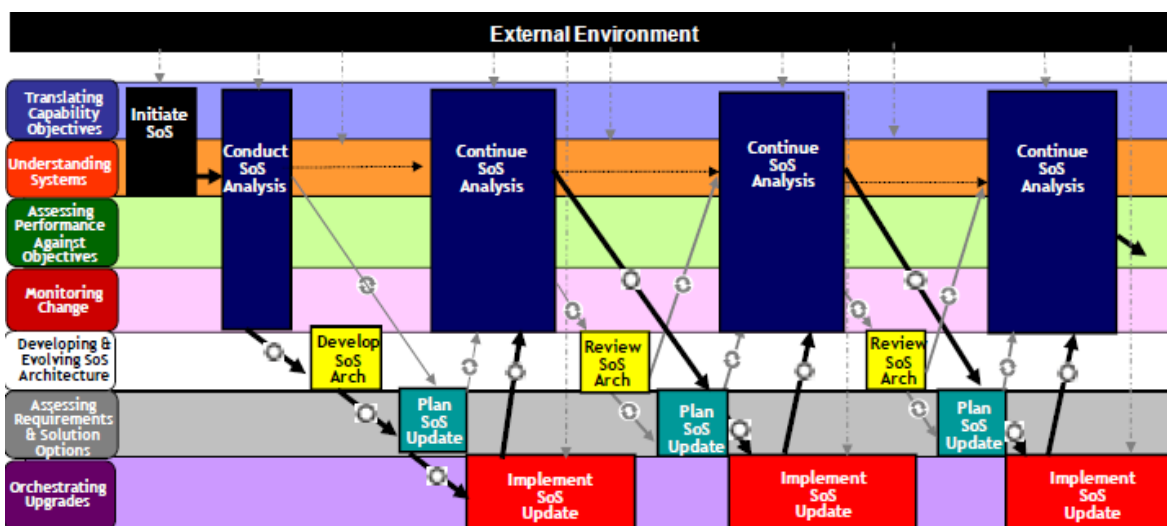 External Environment
Translating
Capability
Objectives
Initiate
SoS
Understanding
Systems
Conduct
SoS
Analysis
Continue
SoS
Analysis
Continue
SoS
Analysis
Continue
SoS
Analysis
Assessing
Performance
Against
Objectives
Monitoring
Change
Developing &
Evolving SoS
Architecture
Develop
SoS
Arch
Review
SoS
Arch
Review
SoS
Arch
Assessing
Requirements
& Solution
Options
Plan
SoS
Update
Plan
SoS
Update
Plan
SoS
Update
Orchestrating
Upgrades
Implement
SoS
Update
Implement
SoS
Update
Implement
SoS
Update